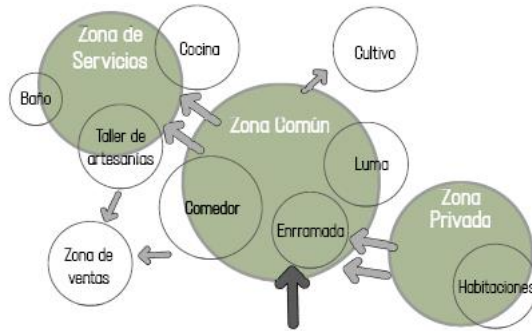 Zona de
Servicios
Cocina
Cultivo
Baño
Taller de
artesanías
Zona Común
Luma
Comedor
Enrramada
Zona
Privada
Zona de
ventas
Habitaciones